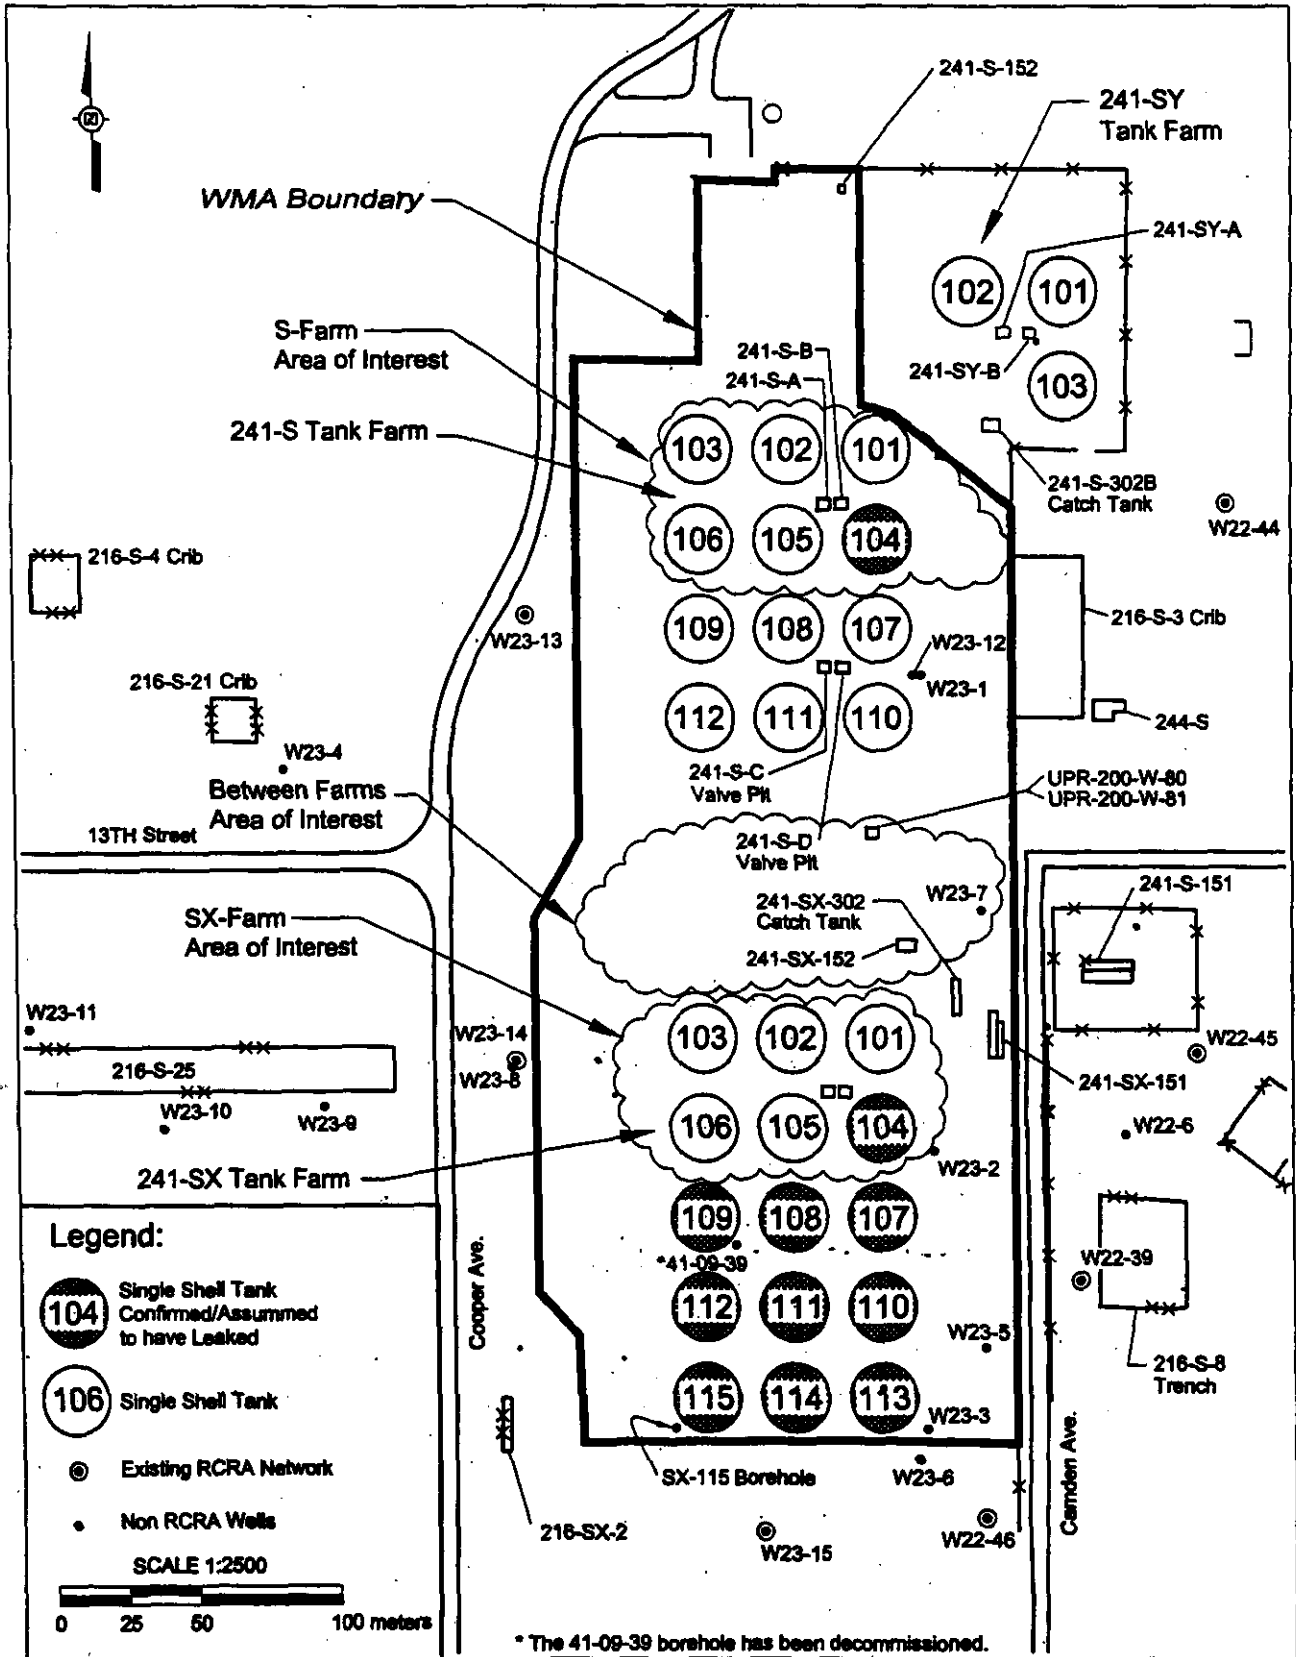 241-S-152
241-SY
Tank Farm
N
WMA Boundary
241-SY-A
102
101
S-Farm
Area of Interest
241-S-B
241-S-A
241-SY-B
103
241-S Tank Farm
103
102
101
241-S-302B
Catch Tank
W22-44
106
105
104
216-S-4 Crib
W23-13
109
108
107
W23-12
W23-1
216-S-3 Crib
216-S-21 Crib
112
111
110
244-S
W23-4
241-S-C
Valve Pit
UPR-200-W-80
UPR-200-W-81
Between Farms
Area of Interest
13TH Street
241-S-D
Valve Pit
241-S-151
W23-7
241-SX-302
Catch Tank
SX-Farm
Area of Interest
241-SX-152
W23-11
W23-14
W23-8
103
102
101
W22-45
216-S-25
241-SX-151
W23-10
W23-9
106
105
104
W22-6
W23-2
241-SX Tank Farm
109
108
107
*41-09-39
W22-39
Cooper Ave.
112
111
110
W23-5
216-S-8
Trench
115
114
113
W23-3
SX-115 Borehole
W23-6
Camden Ave.
216-SX-2
W23-15
W22-46
Legend:
104
Single Shell Tank
Confirmed/Assummed
to have Leaked
106
Single Shell Tank
Existing RCRA Network
Non RCRA Wells
SCALE 1:2500
0 25 50 100 meters
* The 41-09-39 borehole has been decommissioned.